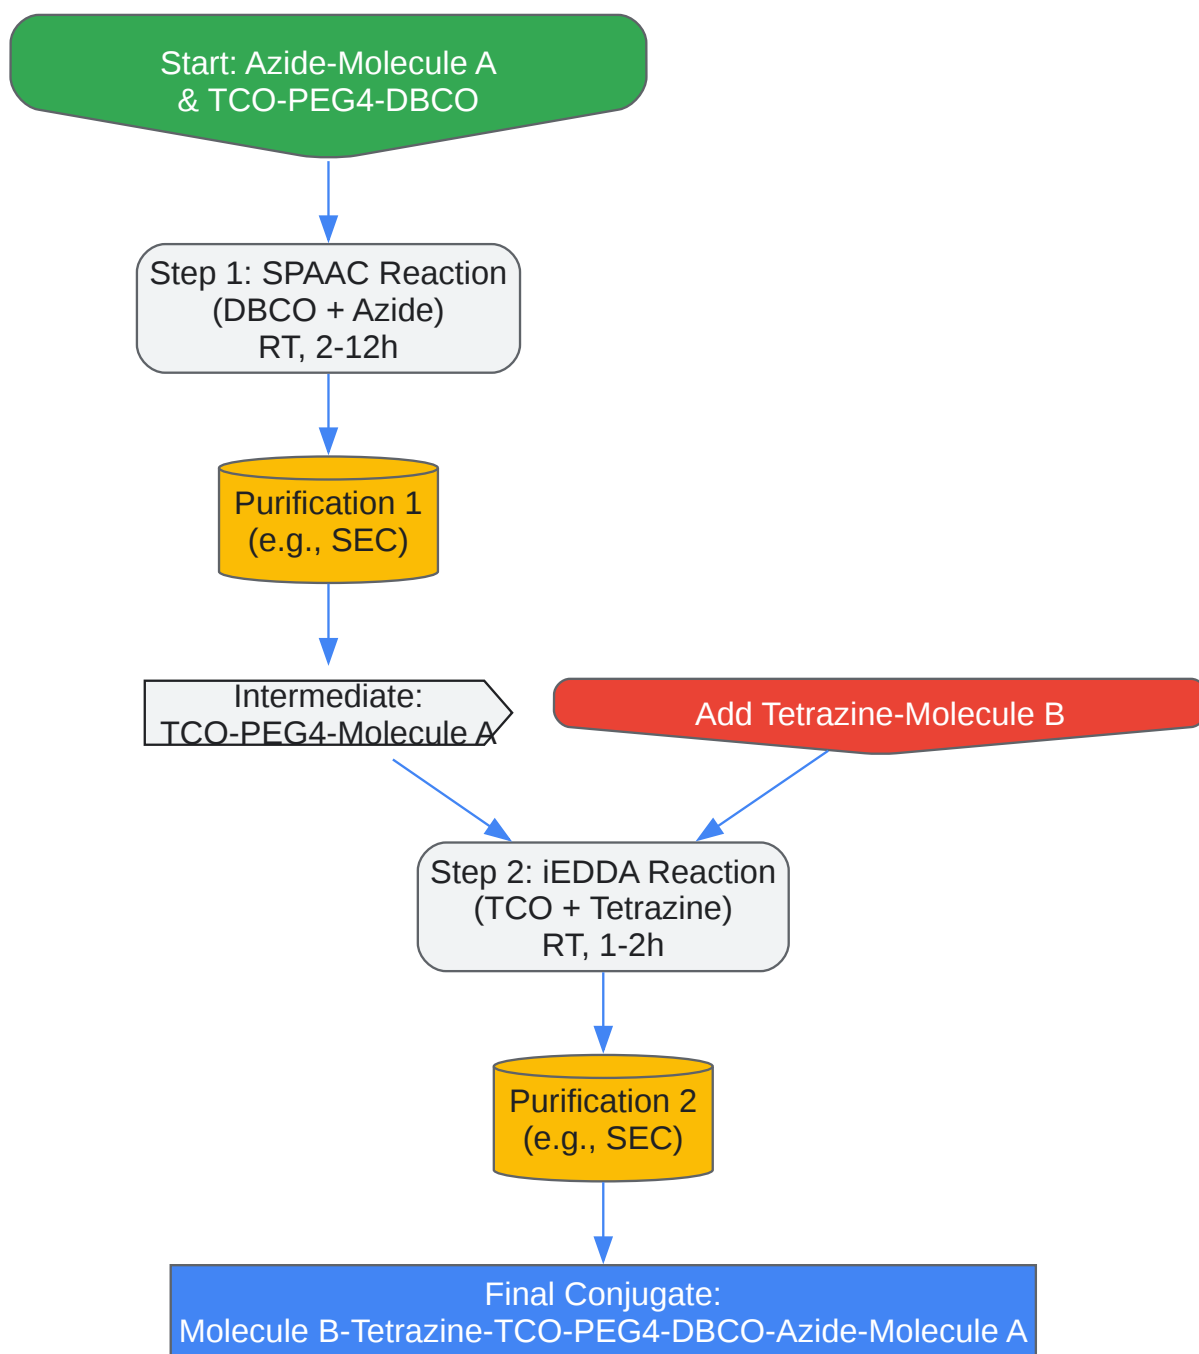 Start: Azide-Molecule A
& TCO-PEG4-DBCO
Step 1: SPAAC Reaction
(DBCO + Azide)
RT, 2-12h
Purification 1
(e.g., SEC)
Intermediate:
TCO-PEG4-Molecule A
Add Tetrazine-Molecule B
Step 2: iEDDA Reaction
(TCO + Tetrazine)
RT, 1-2h
Purification 2
(e.g., SEC)
Final Conjugate:
Molecule B-Tetrazine-TCO-PEG4-DBCO-Azide-Molecule A